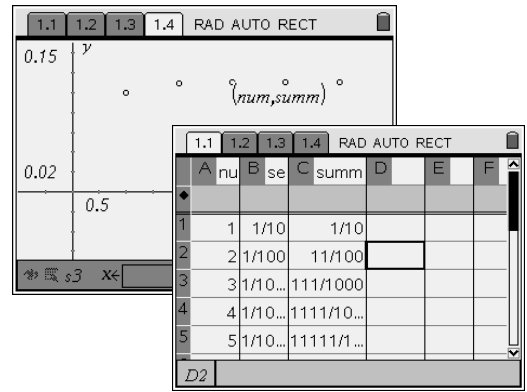 1.1 1.2 1.3 1.4 RAD AUTO RECT
0.15 y
(num,summ)
0.02
0.5
s3 x←
1.1 1.2 1.3 1.4 RAD AUTO RECT
A nu B se C summ D E F
◆
1 1 1/10 1/10
2 2 1/100 11/100
3 3 1/10... 111/1000
4 4 1/10... 1111/10...
5 5 1/10... 11111/1...
D2